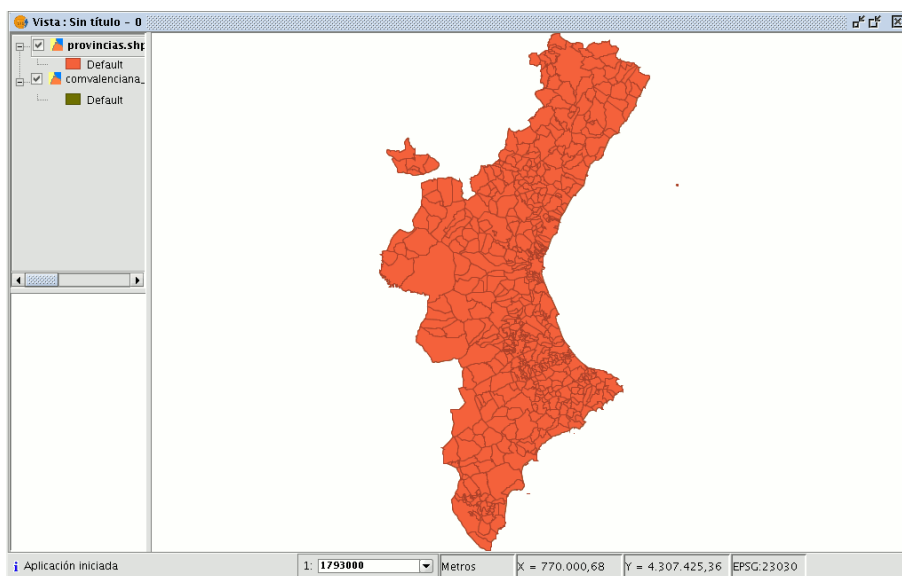 Vista : Sin título - 0
provincias.shp
Default
comvalenciana_
Default
Aplicación iniciada
1: 1793000
Metros
X = 770.000,68
Y = 4.307.425,36
EPSG:23030